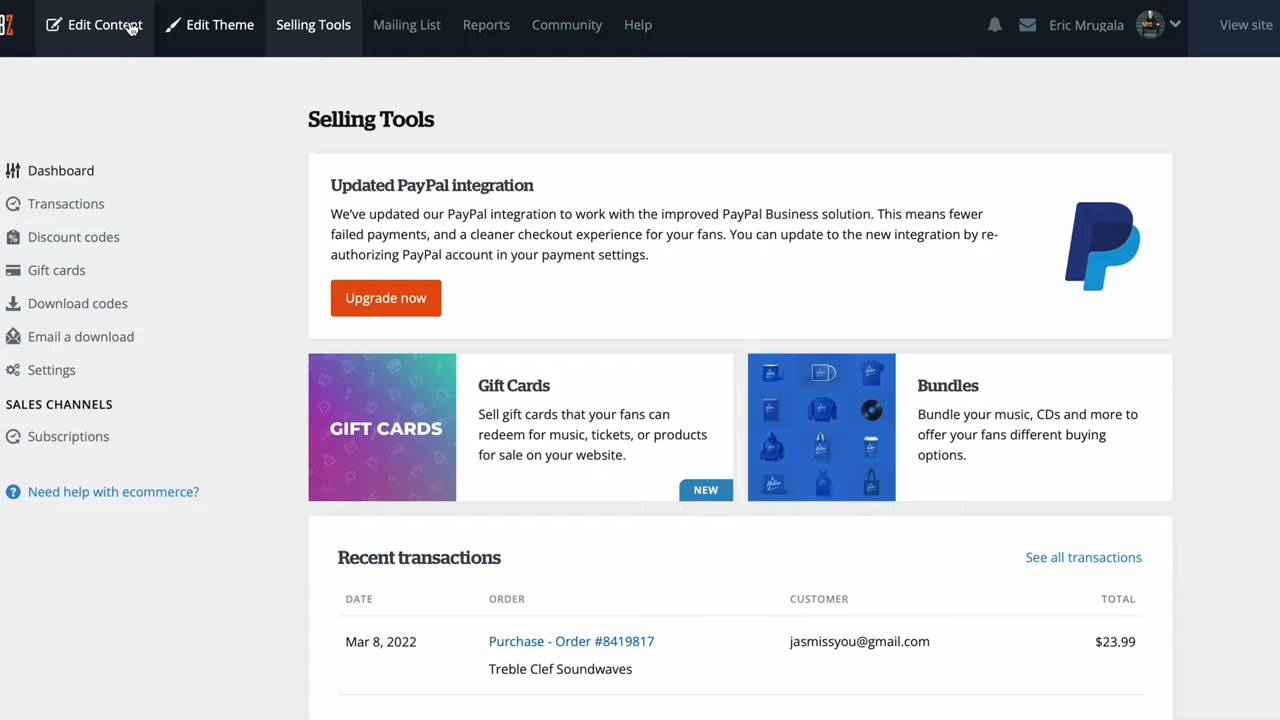 BZ
Edit Content
Edit Theme
Selling Tools
Mailing List
Reports
Community
Help
Eric Mrugala
View site
Selling Tools
Dashboard
Transactions
Discount codes
Gift cards
Download codes
Email a download
Settings
SALES CHANNELS
Subscriptions
Need help with ecommerce?
Updated PayPal integration
We've updated our PayPal integration to work with the improved PayPal Business solution. This means fewer
failed payments, and a cleaner checkout experience for your fans. You can update to the new integration by re-
authorizing PayPal account in your payment settings.
Upgrade now
GIFT CARDS
Gift Cards
Sell gift cards that your fans can
redeem for music, tickets, or products
for sale on your website.
NEW
Bundles
Bundle your music, CDs and more to
offer your fans different buying
options.
Recent transactions
See all transactions
DATE ORDER CUSTOMER TOTAL
Mar 8, 2022 Purchase - Order #8419817 jasmissyou@gmail.com $23.99
Treble Clef Soundwaves